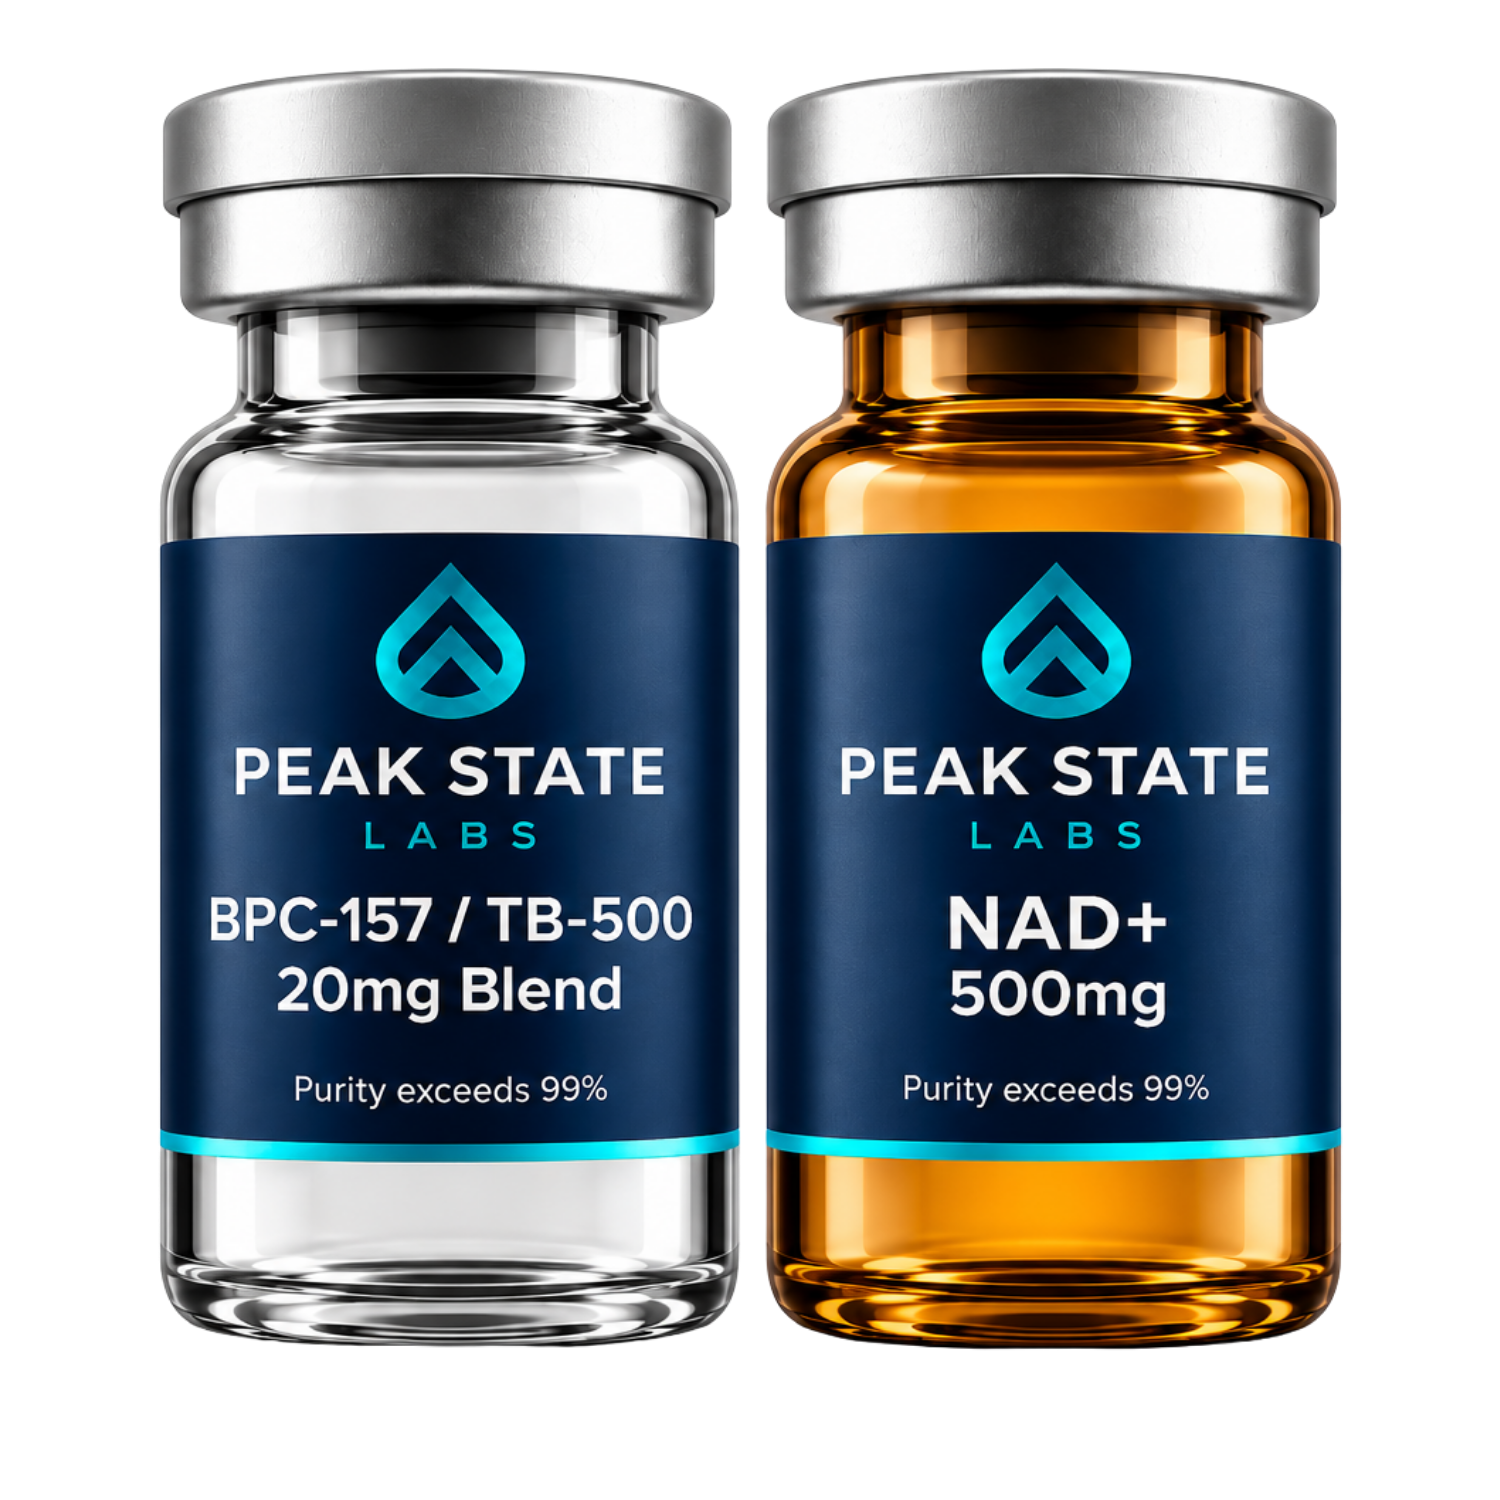 PEAK STATE
LABS
BPC-157 / TB-500
20mg Blend
Purity exceeds 99%
PEAK STATE
LABS
NAD+
500mg
Purity exceeds 99%